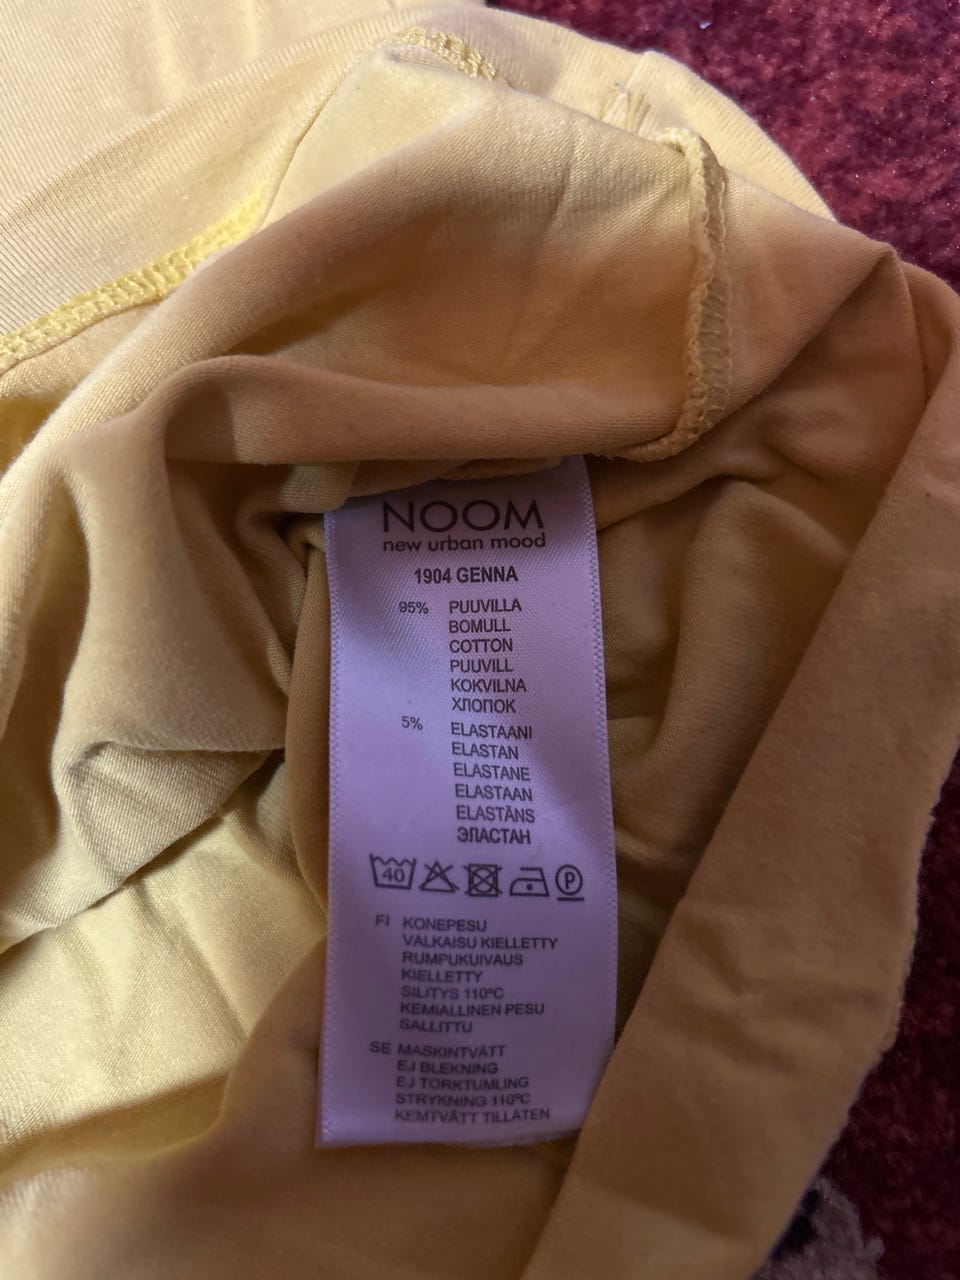 NOOM
new urban mood
1904 GENNA
95% PUUVILLA
BOMULL
COTTON
PUUVILL
KOKVILNA
ХЛОПОК
5% ELASTAANI
ELASTAN
ELASTANE
ELASTAAN
ELASTĀNS
ЭЛАСТАН
40 P
FI KONEPESU
VALKAISU KIELLETTY
RUMPUKUIVAUS
KIELLETTY
SILITYS 110ºC
KEMIALLINEN PESU
SALLITTU
SE MASKINTVÄTT
EJ BLEKNING
EJ TORKTUMLING
STRYKNING 110ºC
KEMTVÄTT TILLÅTEN